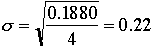 σ = √(0.1880/4) = 0.22